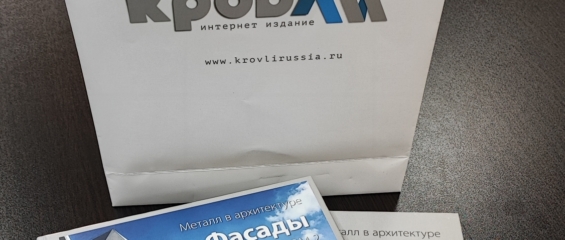 кровли
интернет издание
www.krovlirussia.ru
Металл в архитектуре
Фасады
Металл в архитектуре